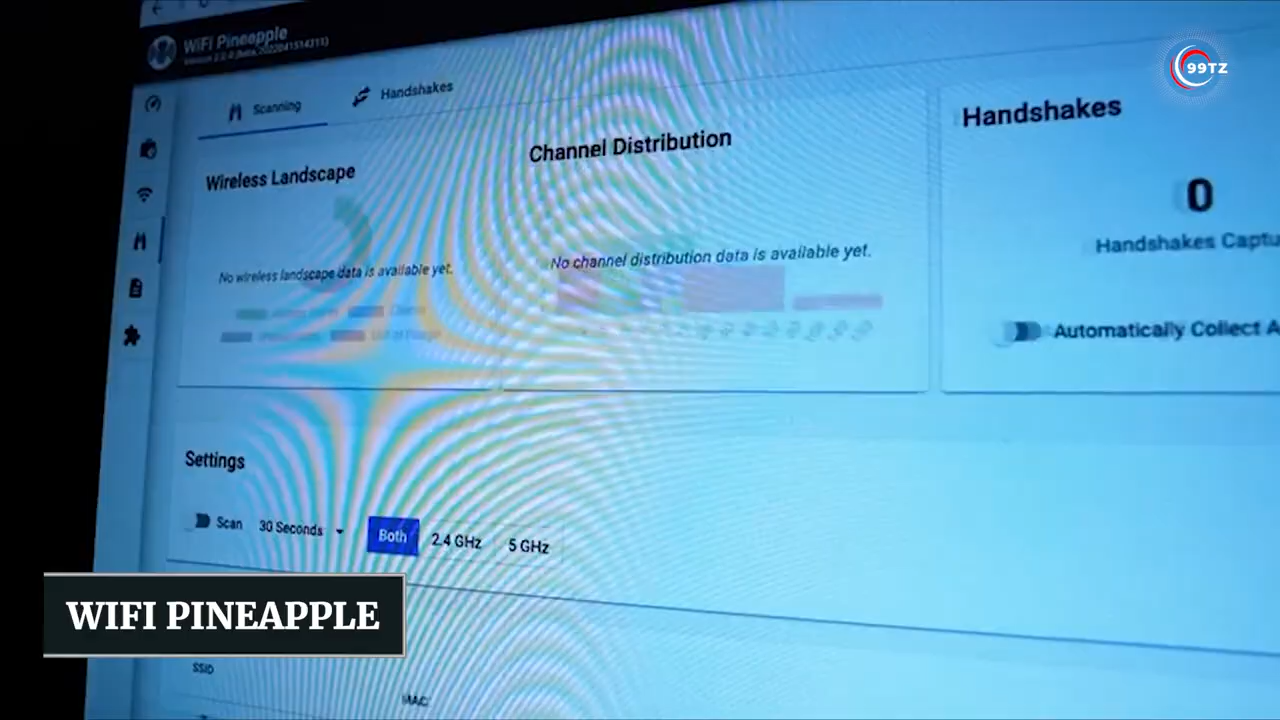 WiFi Pineapple
99TZ
Scanning
Handshakes
Wireless Landscape
Channel Distribution
Handshakes
0
No wireless landscape data is available yet.
No channel distribution data is available yet.
Handshakes Captu
Automatically Collect A
Settings
Scan
30 Seconds
Both
2.4 GHz
5 GHz
WIFI PINEAPPLE
SSID
MAC